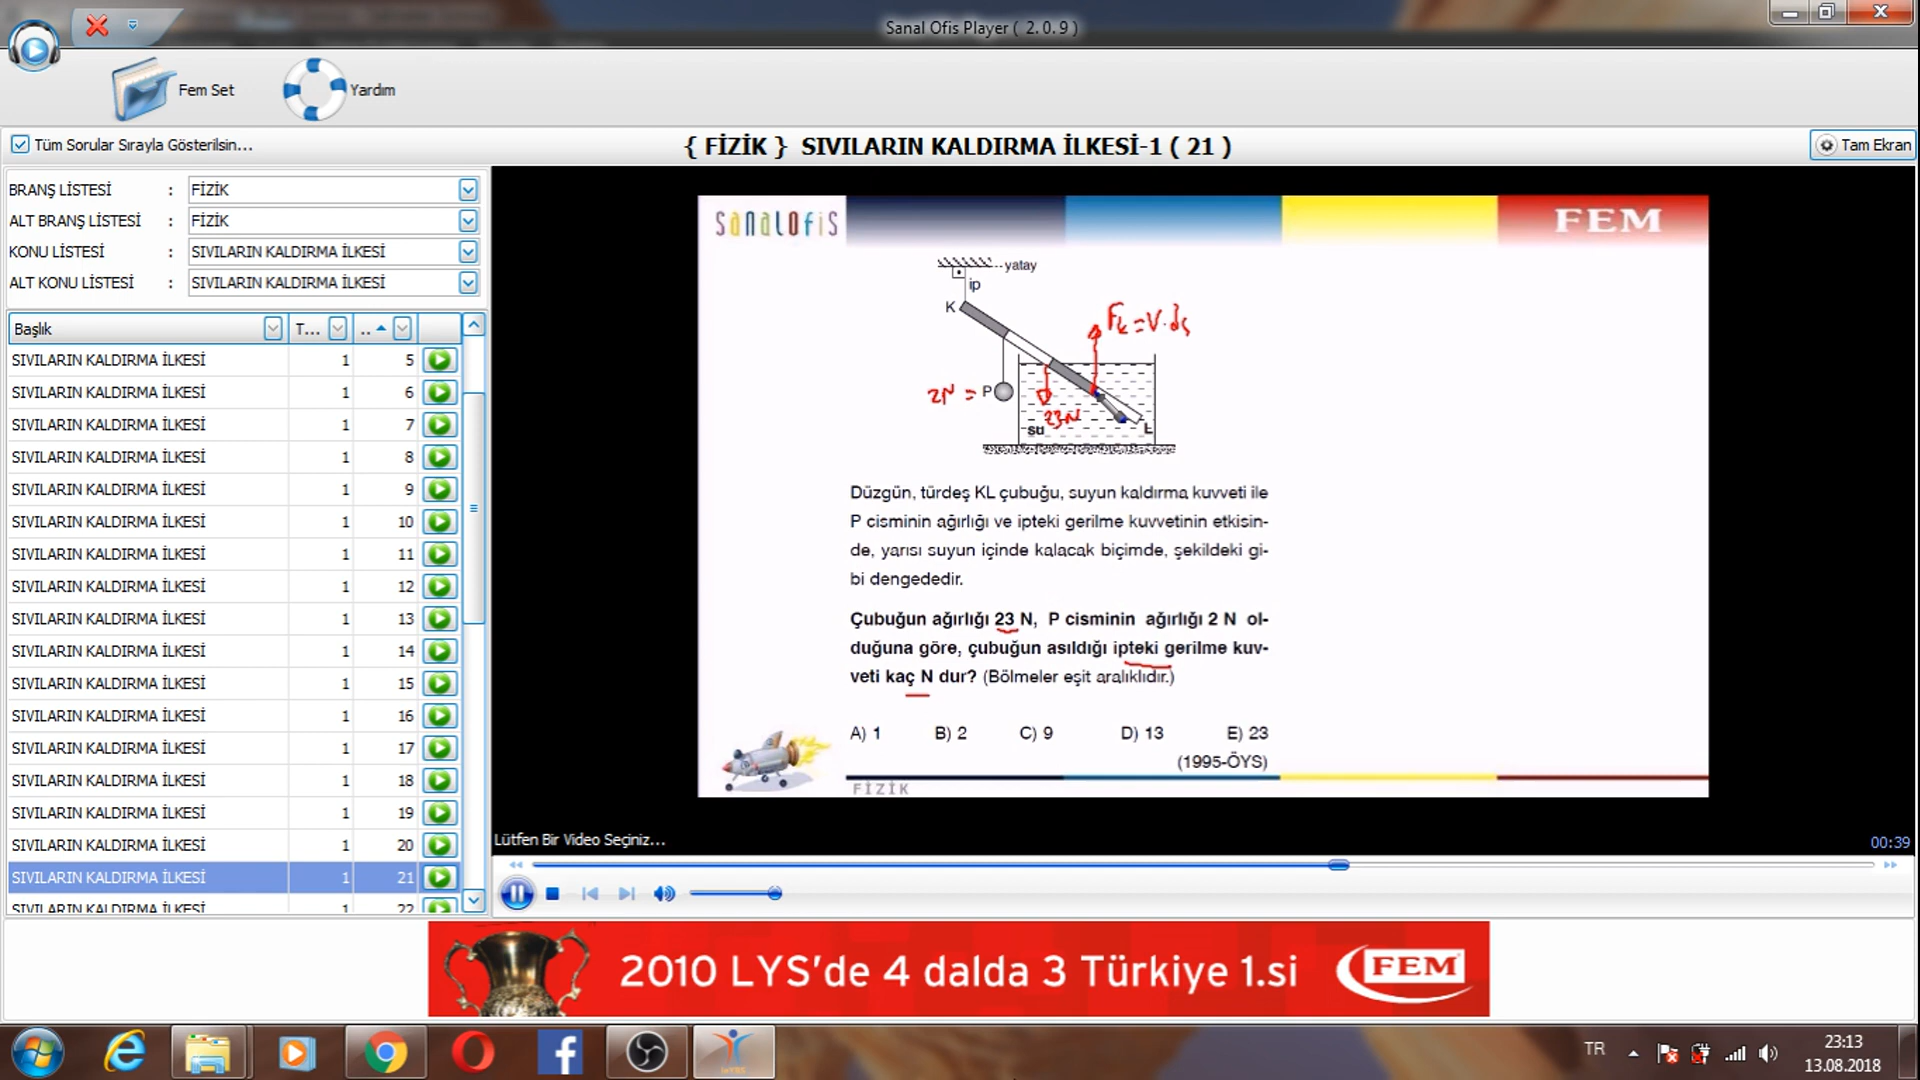 Sanal Ofis Player ( 2.0.9 )
Fem Set
Yardım
Tüm Sorular Sırayla Gösterilsin...
{ FİZİK } SIVILARIN KALDIRMA İLKESİ-1 ( 21 )
Tam Ekran
BRANŞ LİSTESİ : FİZİK
ALT BRANŞ LİSTESİ : FİZİK
KONU LİSTESİ : SIVILARIN KALDIRMA İLKESİ
ALT KONU LİSTESİ : SIVILARIN KALDIRMA İLKESİ
Başlık T... ..
SIVILARIN KALDIRMA İLKESİ 1 5
SIVILARIN KALDIRMA İLKESİ 1 6
SIVILARIN KALDIRMA İLKESİ 1 7
SIVILARIN KALDIRMA İLKESİ 1 8
SIVILARIN KALDIRMA İLKESİ 1 9
SIVILARIN KALDIRMA İLKESİ 1 10
SIVILARIN KALDIRMA İLKESİ 1 11
SIVILARIN KALDIRMA İLKESİ 1 12
SIVILARIN KALDIRMA İLKESİ 1 13
SIVILARIN KALDIRMA İLKESİ 1 14
SIVILARIN KALDIRMA İLKESİ 1 15
SIVILARIN KALDIRMA İLKESİ 1 16
SIVILARIN KALDIRMA İLKESİ 1 17
SIVILARIN KALDIRMA İLKESİ 1 18
SIVILARIN KALDIRMA İLKESİ 1 19
SIVILARIN KALDIRMA İLKESİ 1 20
SIVILARIN KALDIRMA İLKESİ 1 21
SIVILARIN KALDIRMA İLKESİ 1 22
sanalofis
FEM
yatay
ip
K
Fk = V.ds
2N = P
23N
su
L
Düzgün, türdeş KL çubuğu, suyun kaldırma kuvveti ile
P cisminin ağırlığı ve ipteki gerilme kuvvetinin etkisin-
de, yarısı suyun içinde kalacak biçimde, şekildeki gi-
bi dengededir.
Çubuğun ağırlığı 23 N, P cisminin ağırlığı 2 N ol-
duğuna göre, çubuğun asıldığı ipteki gerilme kuv-
veti kaç N dur? (Bölmeler eşit aralıklıdır.)
A) 1 B) 2 C) 9 D) 13 E) 23
(1995-ÖYS)
FİZİK
Lütfen Bir Video Seçiniz...
00:39
2010 LYS'de 4 dalda 3 Türkiye 1.si
FEM
TR
23:13
13.08.2018